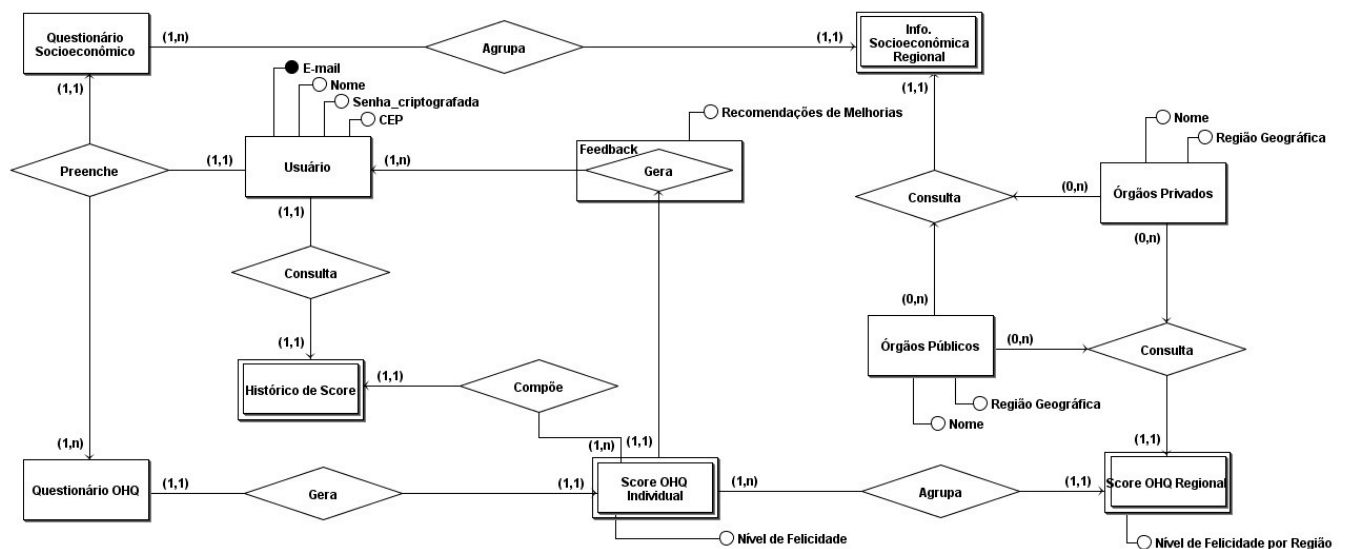 Questionário
Socioeconómico
(1,n)
Agrupa
(1,1)
Info.
Socioeconómica
Regional
(1,1)
E-mail
Nome
Senha_criptografada
CEP
(1,1)
Recomendações de Melhorias
Nome
Região Geográfica
Preenche
(1,1)
Usuário
(1,n)
Feedback
Gera
Consulta
(0,n)
Órgãos Privados
(1,1)
(0,n)
Consulta
(1,1)
(0,n)
Órgãos Públicos
(0,n)
Consulta
Região Geográfica
Nome
Histórico de Score
(1,1)
Compõe
(1,n)
(1,n)
(1,1)
(1,1)
Questionário OHQ
(1,1)
Gera
(1,1)
Score OHQ
Individual
(1,n)
Agrupa
(1,1)
Score OHQ Regional
Nível de Felicidade
Nível de Felicidade por Região